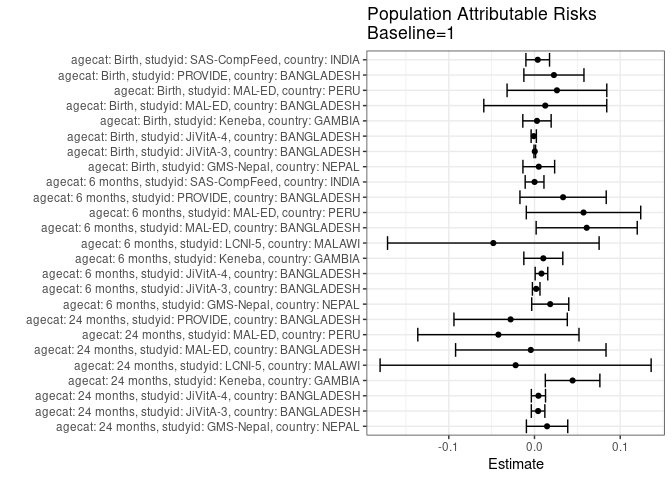 Population Attributable Risks
Baseline=1
agecat: Birth, studyid: SAS-CompFeed, country: INDIA
agecat: Birth, studyid: PROVIDE, country: BANGLADESH
agecat: Birth, studyid: MAL-ED, country: PERU
agecat: Birth, studyid: MAL-ED, country: BANGLADESH
agecat: Birth, studyid: Keneba, country: GAMBIA
agecat: Birth, studyid: JiVitA-4, country: BANGLADESH
agecat: Birth, studyid: JiVitA-3, country: BANGLADESH
agecat: Birth, studyid: GMS-Nepal, country: NEPAL
agecat: 6 months, studyid: SAS-CompFeed, country: INDIA
agecat: 6 months, studyid: PROVIDE, country: BANGLADESH
agecat: 6 months, studyid: MAL-ED, country: PERU
agecat: 6 months, studyid: MAL-ED, country: BANGLADESH
agecat: 6 months, studyid: LCNI-5, country: MALAWI
agecat: 6 months, studyid: Keneba, country: GAMBIA
agecat: 6 months, studyid: JiVitA-4, country: BANGLADESH
agecat: 6 months, studyid: JiVitA-3, country: BANGLADESH
agecat: 6 months, studyid: GMS-Nepal, country: NEPAL
agecat: 24 months, studyid: PROVIDE, country: BANGLADESH
agecat: 24 months, studyid: MAL-ED, country: PERU
agecat: 24 months, studyid: MAL-ED, country: BANGLADESH
agecat: 24 months, studyid: LCNI-5, country: MALAWI
agecat: 24 months, studyid: Keneba, country: GAMBIA
agecat: 24 months, studyid: JiVitA-4, country: BANGLADESH
agecat: 24 months, studyid: JiVitA-3, country: BANGLADESH
agecat: 24 months, studyid: GMS-Nepal, country: NEPAL
-0.1 0.0 0.1
Estimate